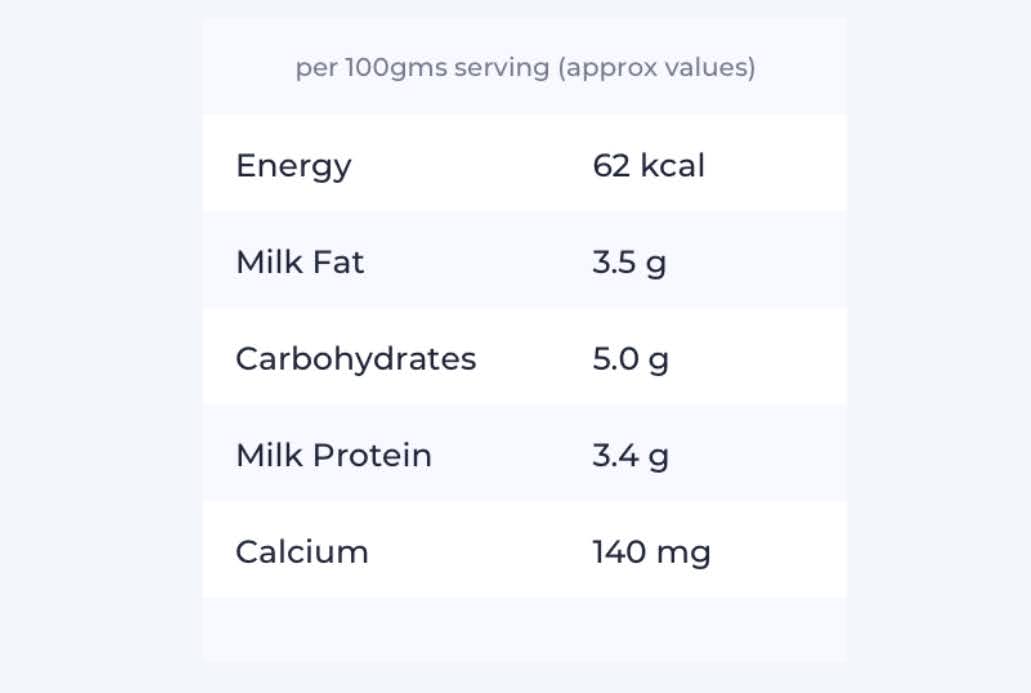 per 100gms serving (approx values)
Energy 62 kcal
Milk Fat 3.5 g
Carbohydrates 5.0 g
Milk Protein 3.4 g
Calcium 140 mg